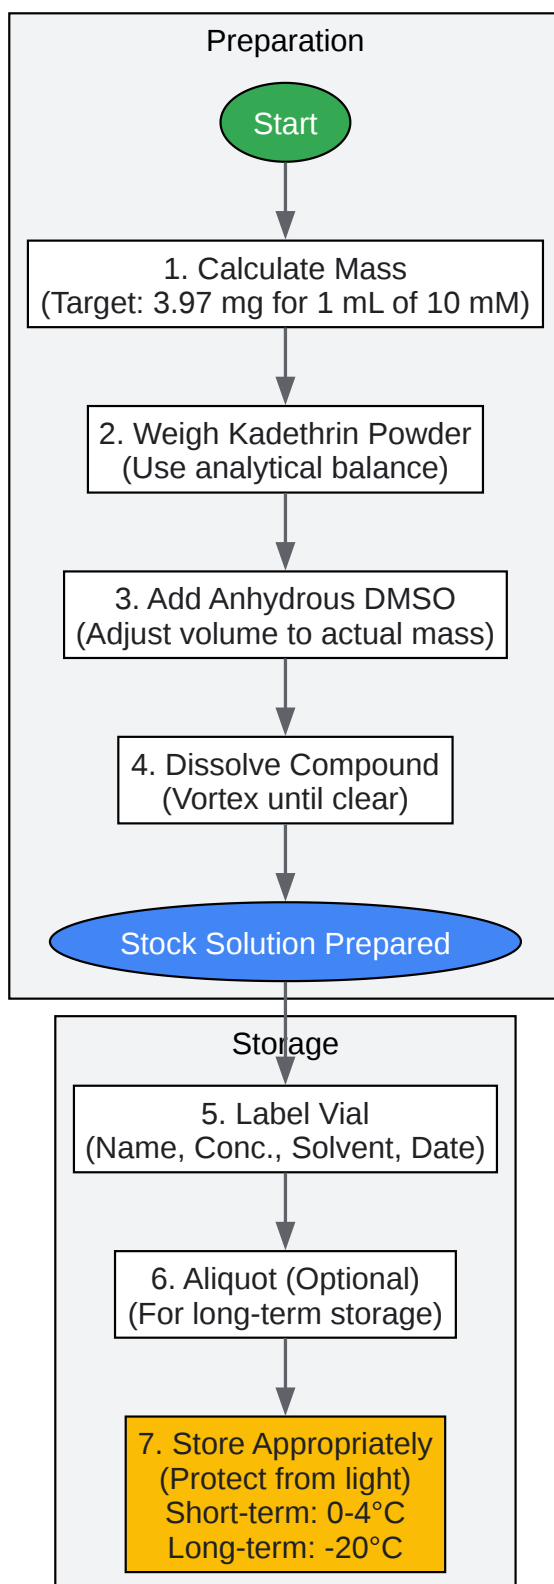 Preparation
Start
1. Calculate Mass
(Target: 3.97 mg for 1 mL of 10 mM)
2. Weigh Kadethrin Powder
(Use analytical balance)
3. Add Anhydrous DMSO
(Adjust volume to actual mass)
4. Dissolve Compound
(Vortex until clear)
Stock Solution Prepared
Storage
5. Label Vial
(Name, Conc., Solvent, Date)
6. Aliquot (Optional)
(For long-term storage)
7. Store Appropriately
(Protect from light)
Short-term: 0-4°C
Long-term: -20°C